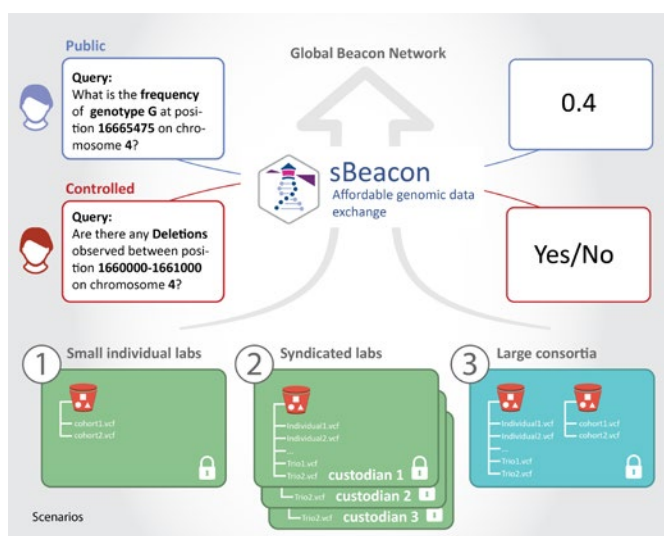 Public
Global Beacon Network
Query:
What is the frequency
of genotype G at posi-
tion 16665475 on chro-
mosome 4?
0.4
sBeacon
Affordable genomic data
exchange
Controlled
Query:
Are there any Deletions
observed between posi-
tion 1660000-1661000
on chromosome 4?
Yes/No
1 Small individual labs
cohort1.vcf
cohort2.vcf
2 Syndicated labs
Individual1.vcf
Individual2.vcf
...
Trio1.vcf
Trio2.vcf custodian 1
Trio2.vcf custodian 2
Trio2.vcf custodian 3
3 Large consortia
Individual1.vcf
Individual2.vcf
...
Trio1.vcf
Trio2.vcf
cohort1.vcf
cohort2.vcf
Scenarios